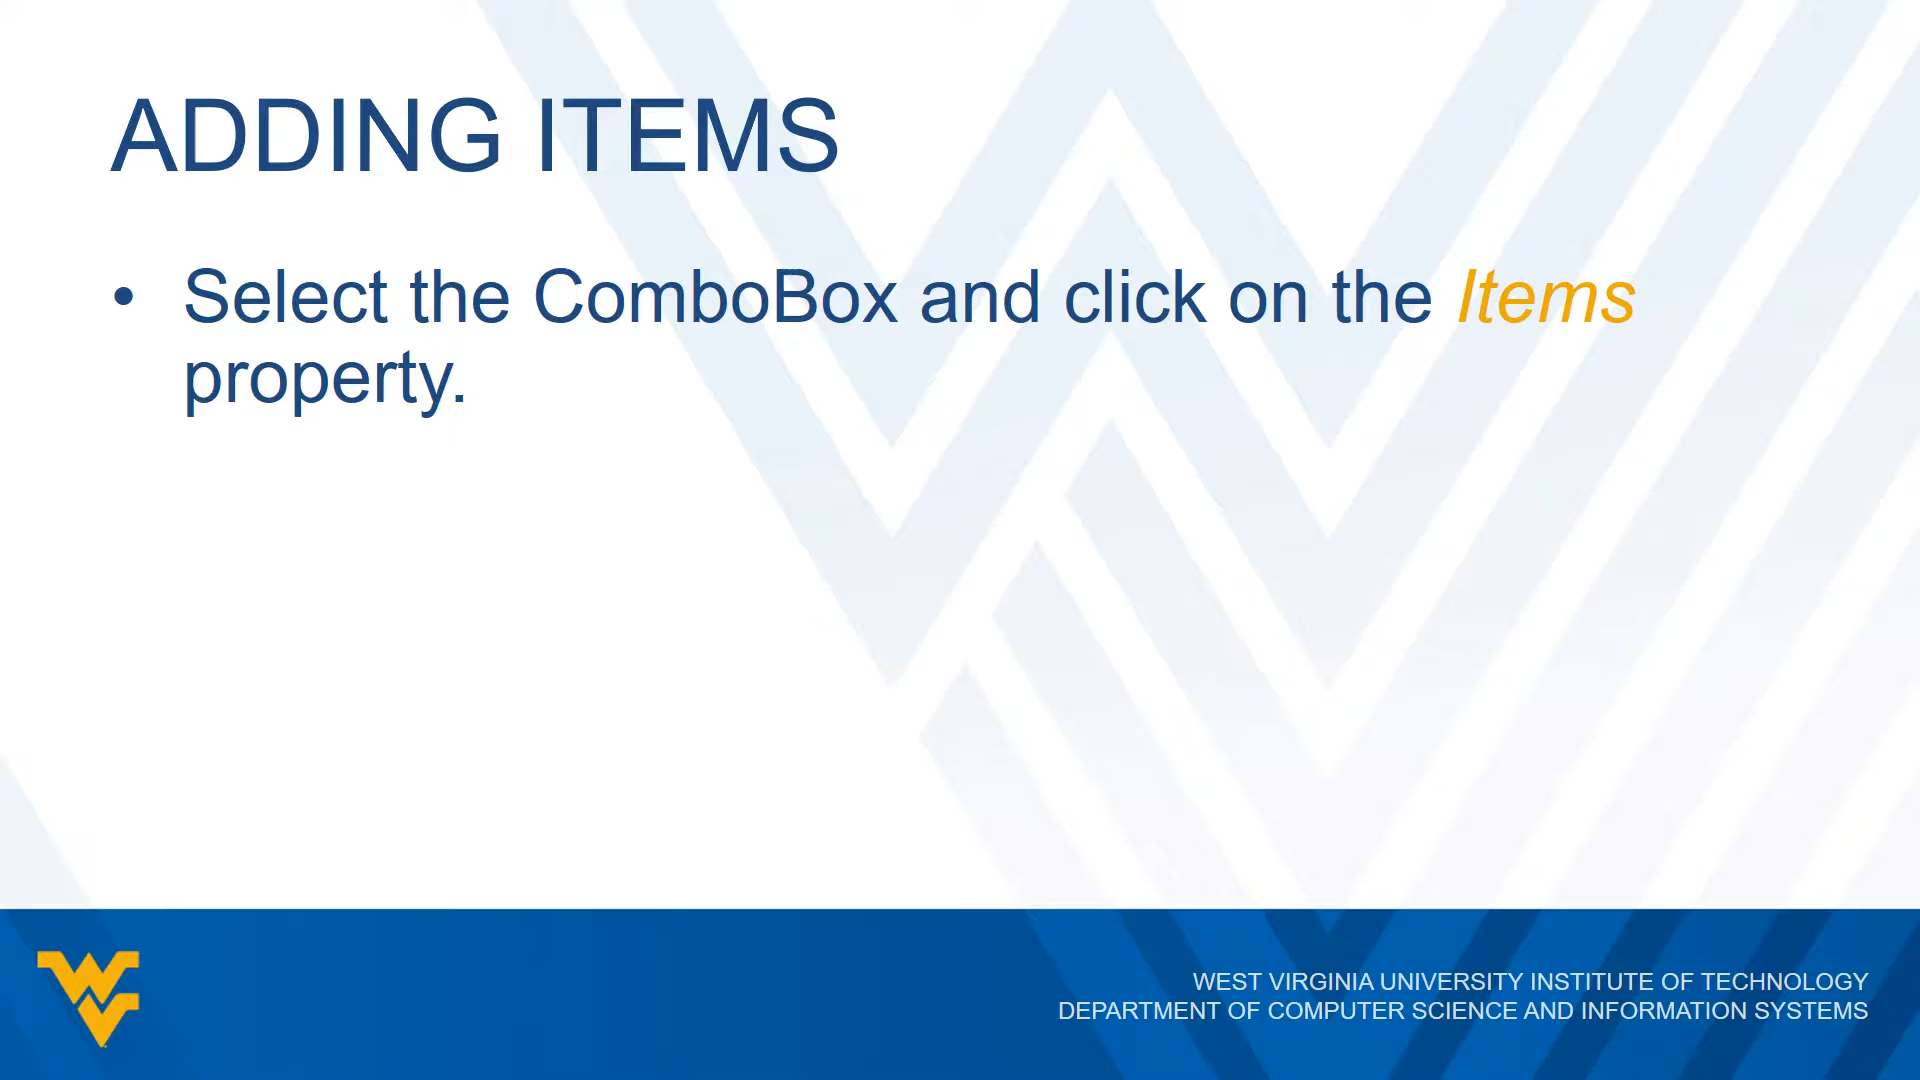 ADDING ITEMS
• Select the ComboBox and click on the Items
property.
WEST VIRGINIA UNIVERSITY INSTITUTE OF TECHNOLOGY
DEPARTMENT OF COMPUTER SCIENCE AND INFORMATION SYSTEMS